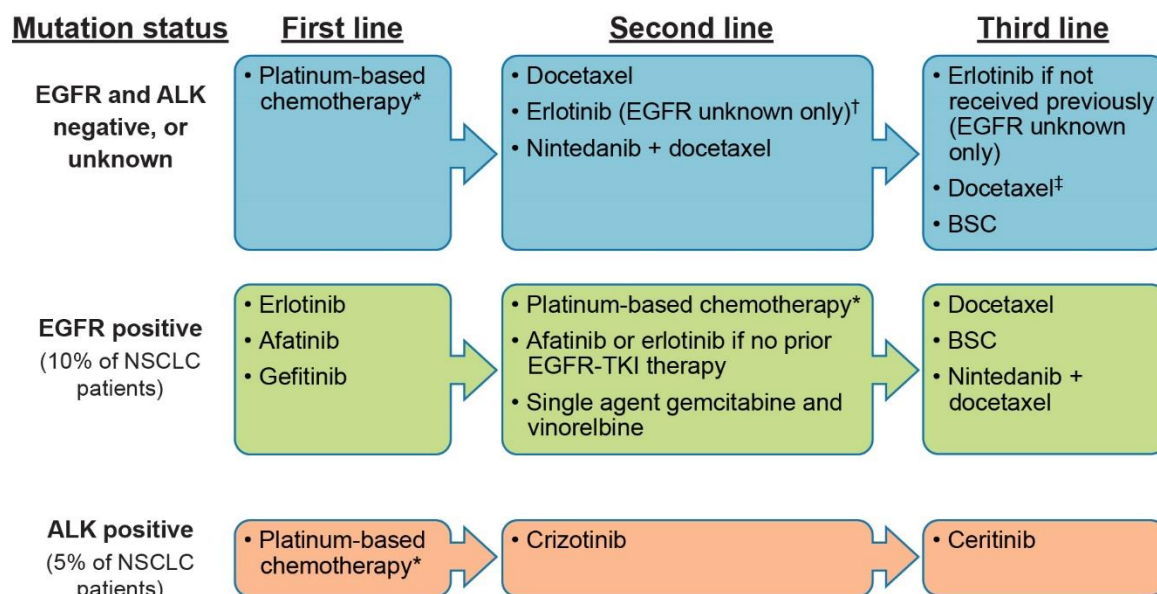 Mutation status
First line
Second line
Third line
EGFR and ALK
negative, or
unknown
• Platinum-based
chemotherapy*
• Docetaxel
• Erlotinib (EGFR unknown only)†
• Nintedanib + docetaxel
• Erlotinib if not
received previously
(EGFR unknown
only)
• Docetaxel‡
• BSC
EGFR positive
(10% of NSCLC
patients)
• Erlotinib
• Afatinib
• Gefitinib
• Platinum-based chemotherapy*
• Afatinib or erlotinib if no prior
EGFR-TKI therapy
• Single agent gemcitabine and
vinorelbine
• Docetaxel
• BSC
• Nintedanib +
docetaxel
ALK positive
(5% of NSCLC
patients)
• Platinum-based
chemotherapy*
• Crizotinib
• Ceritinib